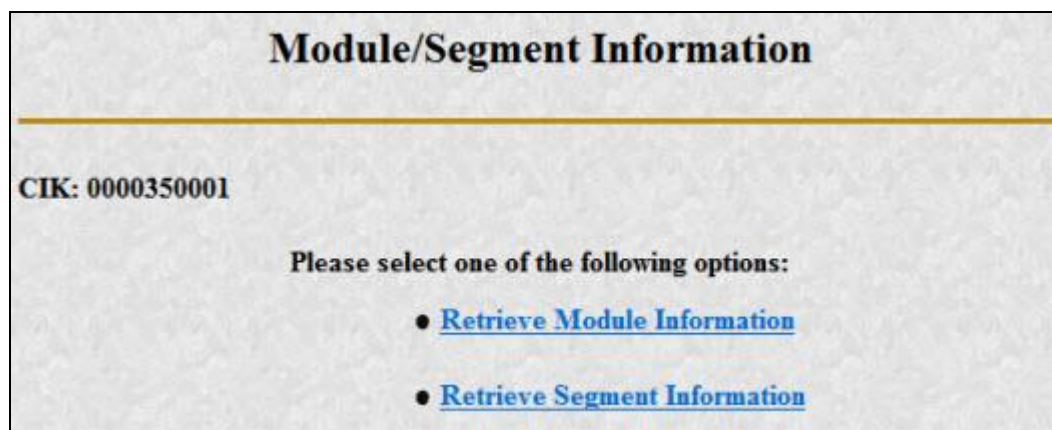 Module/Segment Information
CIK: 0000350001
Please select one of the following options:
Retrieve Module Information
Retrieve Segment Information